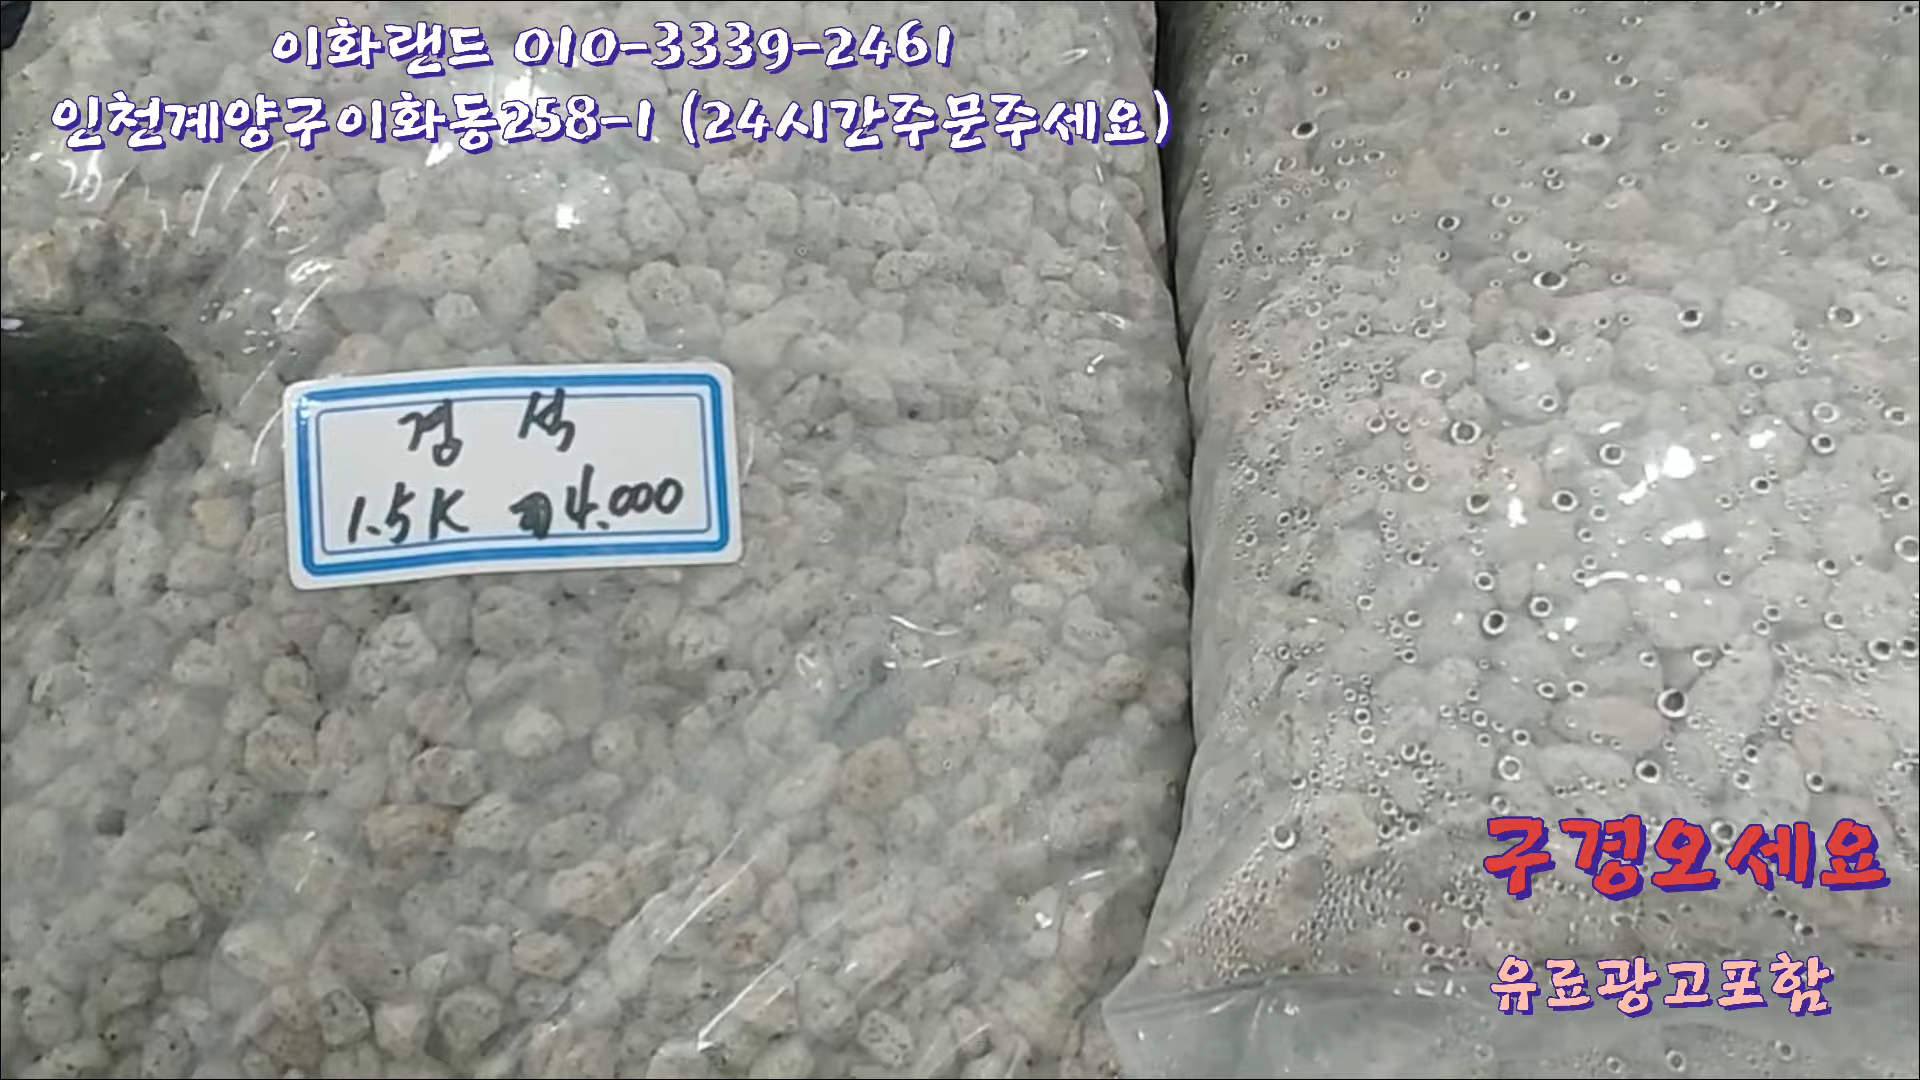 이화랜드 010-3339-2461
인천계양구이화동258-1 (24시간주문주세요)
경 석
1.5K 4.000
구경오세요
유료광고포함